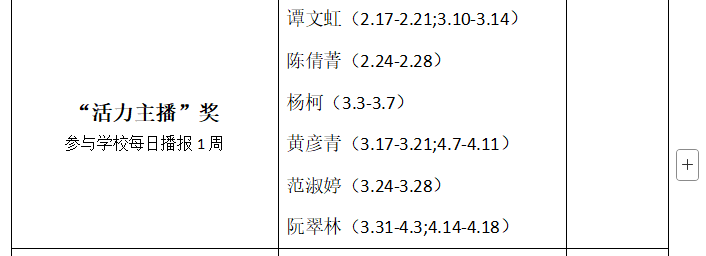 谭文虹（2.17-2.21;3.10-3.14）
陈倩菁（2.24-2.28）
“活力主播”奖
杨柯（3.3-3.7）
参与学校每日播报1周
黄彦青（3.17-3.21;4.7-4.11）
范淑婷（3.24-3.28）
阮翠林（3.31-4.3;4.14-4.18）